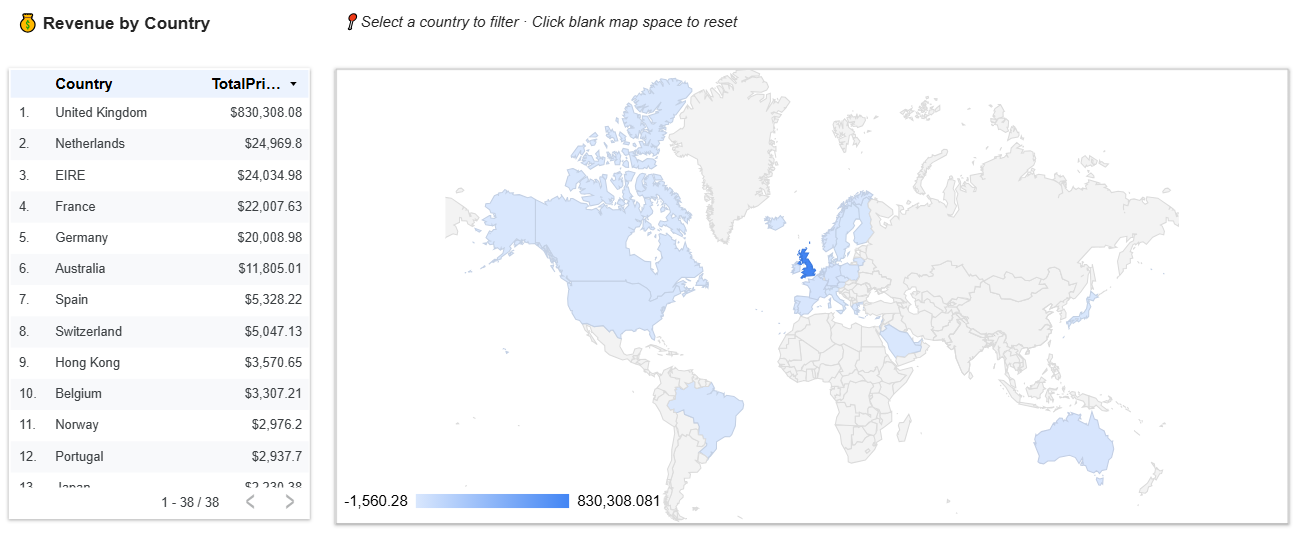 Revenue by Country
Select a country to filter · Click blank map space to reset
Country TotalPri…
1. United Kingdom $830,308.08
2. Netherlands $24,969.8
3. EIRE $24,034.98
4. France $22,007.63
5. Germany $20,008.98
6. Australia $11,805.01
7. Spain $5,328.22
8. Switzerland $5,047.13
9. Hong Kong $3,570.65
10. Belgium $3,307.21
11. Norway $2,976.2
12. Portugal $2,937.7
13. Japan $2,230.38
1 - 38 / 38
-1,560.28 830,308.081